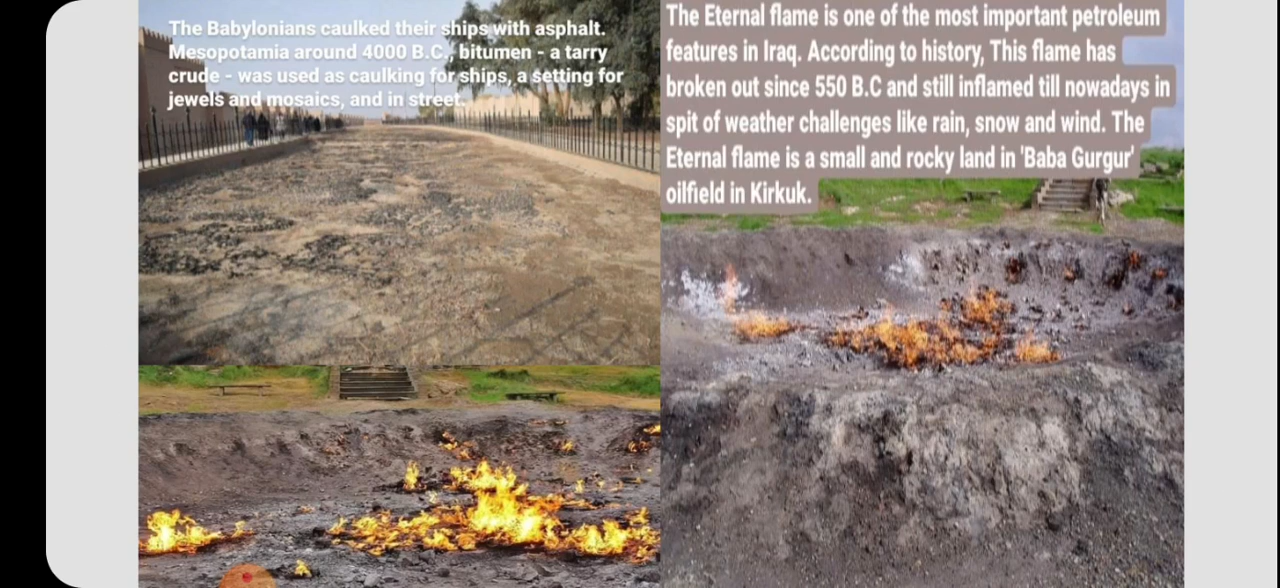 The Babylonians caulked their ships with asphalt.
Mesopotamia around 4000 B.C., bitumen - a tarry
crude - was used as caulking for ships, a setting for
jewels and mosaics, and in street.
The Eternal flame is one of the most important petroleum
features in Iraq. According to history, This flame has
broken out since 550 B.C and still inflamed till nowadays in
spit of weather challenges like rain, snow and wind. The
Eternal flame is a small and rocky land in 'Baba Gurgur'
oilfield in Kirkuk.